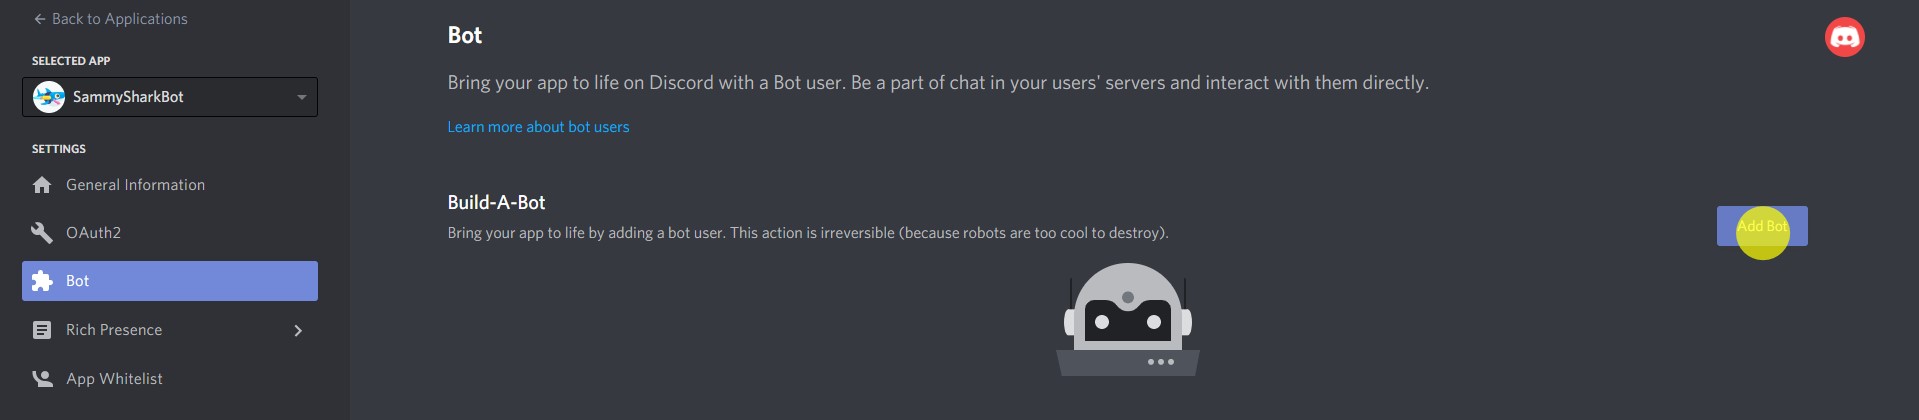 Back to Applications
SELECTED APP
SammySharkBot
SETTINGS
General Information
OAuth2
Bot
Rich Presence
App Whitelist
Bot
Bring your app to life on Discord with a Bot user. Be a part of chat in your users' servers and interact with them directly.
Learn more about bot users
Build-A-Bot
Bring your app to life by adding a bot user. This action is irreversible (because robots are too cool to destroy).
Add Bot